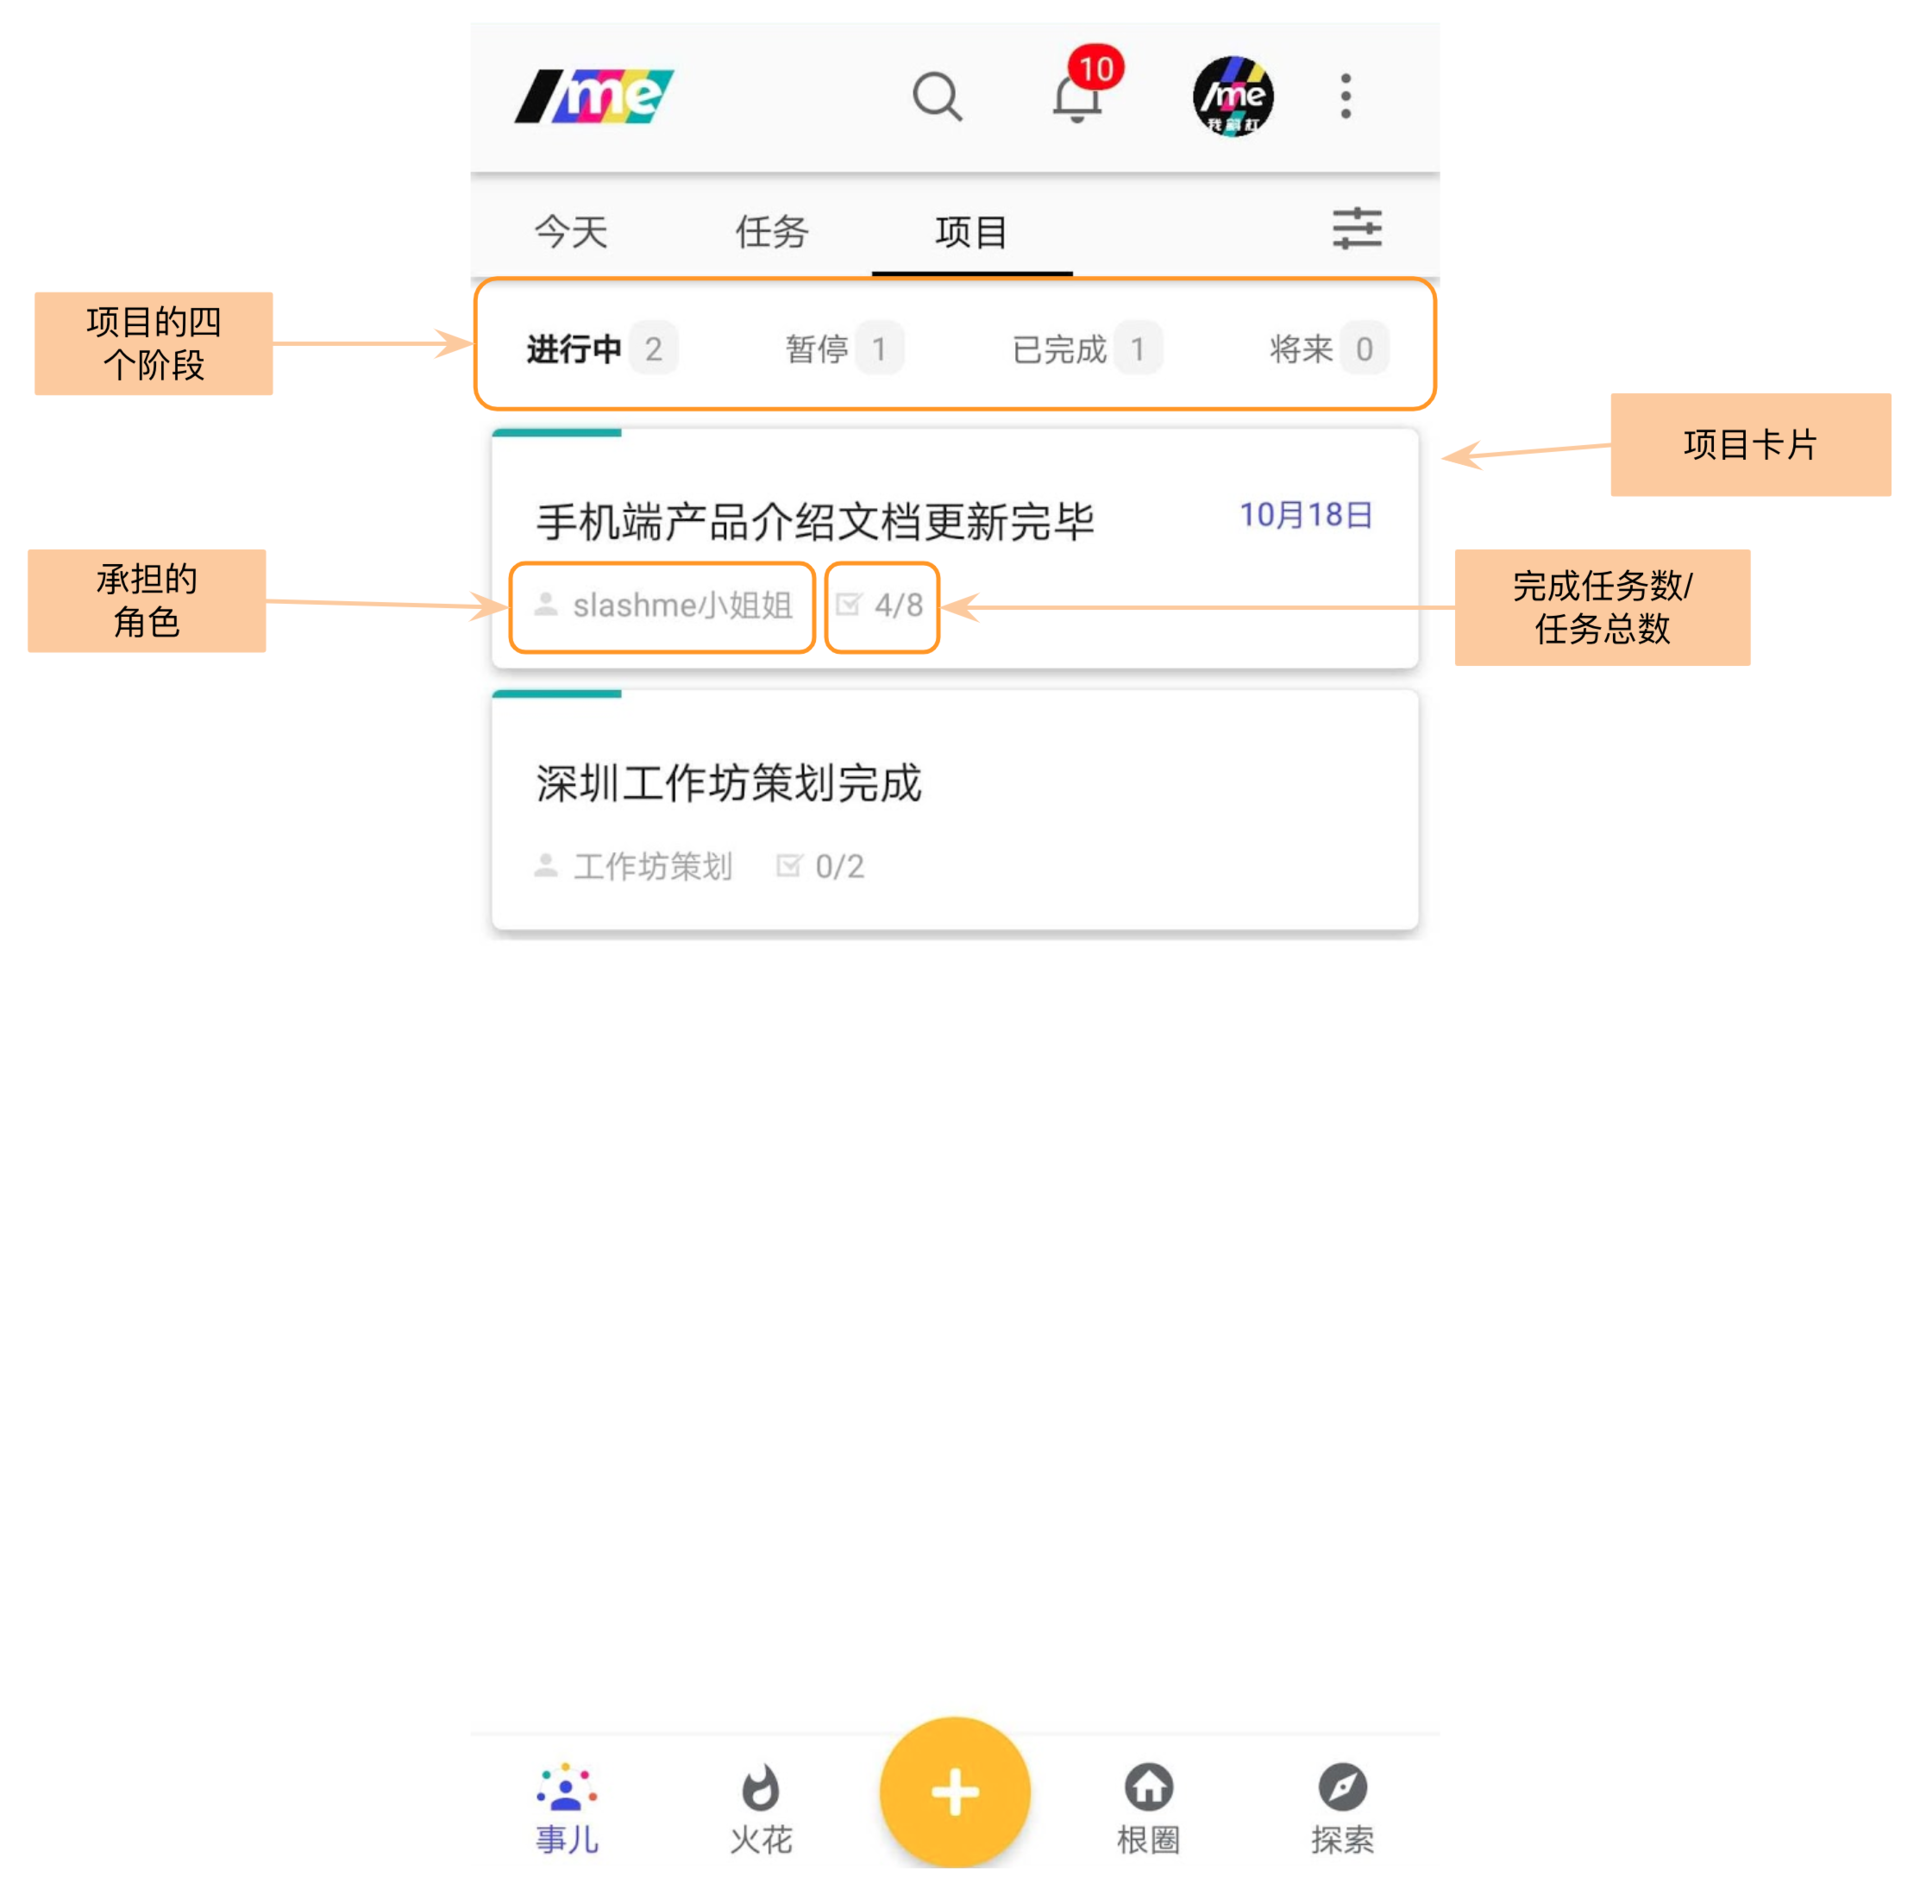 /me
10
/me
我斜杠
今天
任务
项目
项目的四
个阶段
进行中 2
暂停 1
已完成 1
将来 0
项目卡片
手机端产品介绍文档更新完毕
10月18日
承担的
角色
slashme小姐姐
4/8
完成任务数/
任务总数
深圳工作坊策划完成
工作坊策划
0/2
事儿
火花
根圈
探索